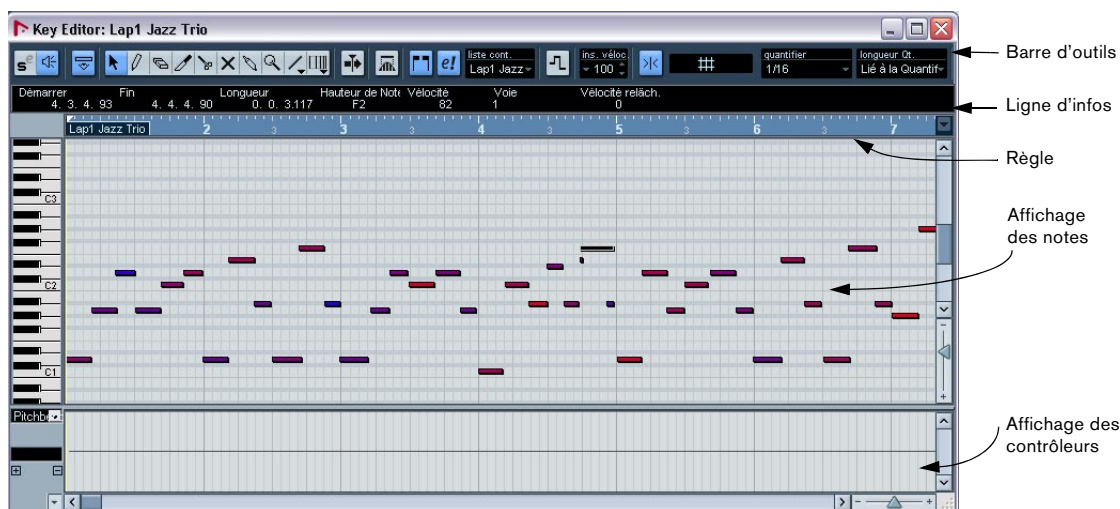 Key Editor: Lap1 Jazz Trio
liste cont. ins. véloc. quantifier longueur Qt.
Lap1 Jazz 100 1/16 Lié à la Quantif
Démarrer Fin Longueur Hauteur de Note Vélocité Voie Vélocité relâch.
4. 3. 4. 93 4. 4. 4. 90 0. 0. 3.117 F2 82 1 0
Lap1 Jazz Trio 2 3 3 3 4 3 5 3 6 3 7
C3
C2
C1
Pitchb
Barre d'outils
Ligne d'infos
Règle
Affichage
des notes
Affichage des
contrôleurs